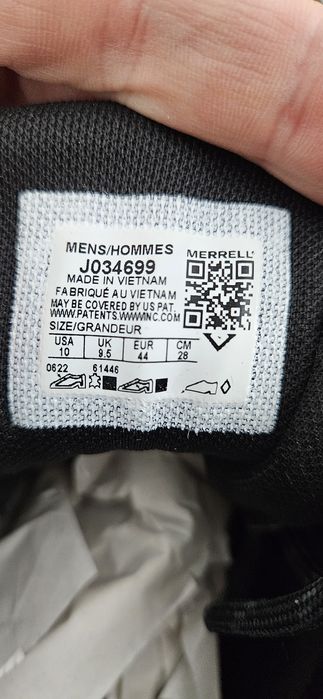 MENS/HOMMES
MERRELL
J034699
MADE IN VIETNAM
FABRIQUÉ AU VIETNAM
MAY BE COVERED BY US PAT
WWW.PATENTS.WWWINC.COM
SIZE/GRANDEUR
USA UK EUR CM
10 9.5 44 28
0622 61446